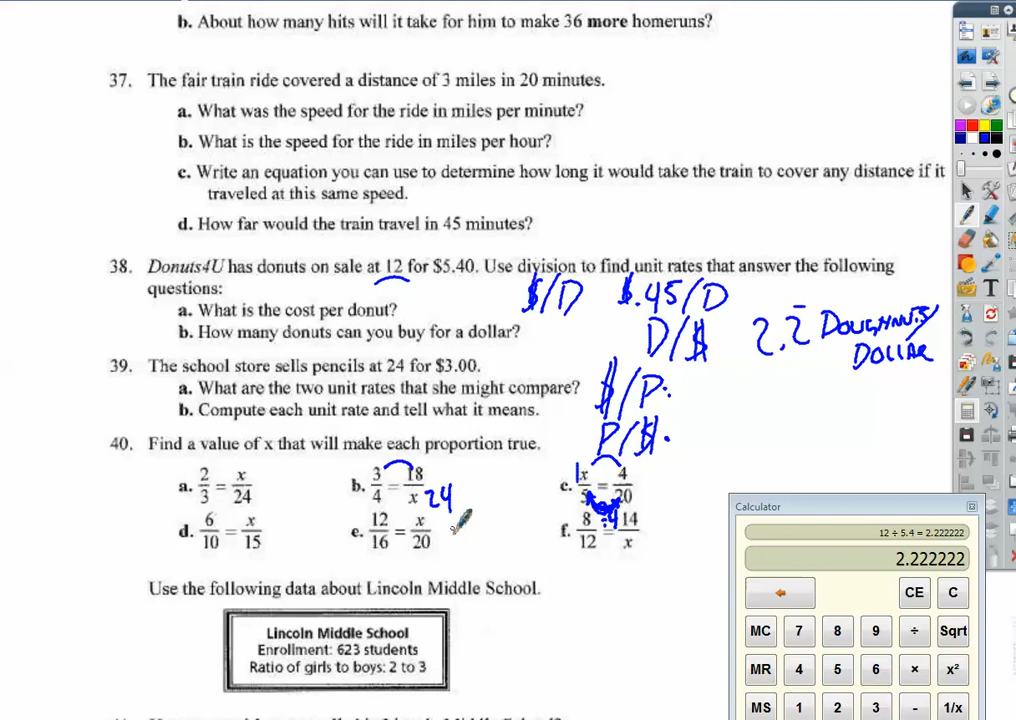 b. About how many hits will it take for him to make 36 more homeruns?
37. The fair train ride covered a distance of 3 miles in 20 minutes.
a. What was the speed for the ride in miles per minute?
b. What is the speed for the ride in miles per hour?
c. Write an equation you can use to determine how long it would take the train to cover any distance if it
traveled at this same speed.
d. How far would the train travel in 45 minutes?
38. Donuts4U has donuts on sale at 12 for $5.40. Use division to find unit rates that answer the following
questions:
$/D $.45/D
a. What is the cost per donut?
b. How many donuts can you buy for a dollar?
D/$ 2.2̅ DOUGHNUTS/
DOLLAR
39. The school store sells pencils at 24 for $3.00.
a. What are the two unit rates that she might compare?
$/P:
b. Compute each unit rate and tell what it means.
P/$.
40. Find a value of x that will make each proportion true.
a. 2/3 = x/24 b. 3/4 = 18/x 24 c. 1x/5 = 4/20
÷4
d. 6/10 = x/15 e. 12/16 = x/20 f. 8/12 = 14/x
Use the following data about Lincoln Middle School.
Lincoln Middle School
Enrollment: 623 students
Ratio of girls to boys: 2 to 3
Calculator
12 ÷ 5.4 = 2.222222
2.222222
CE C
MC 7 8 9 ÷ Sqrt
MR 4 5 6 × x²
MS 1 2 3 - 1/x